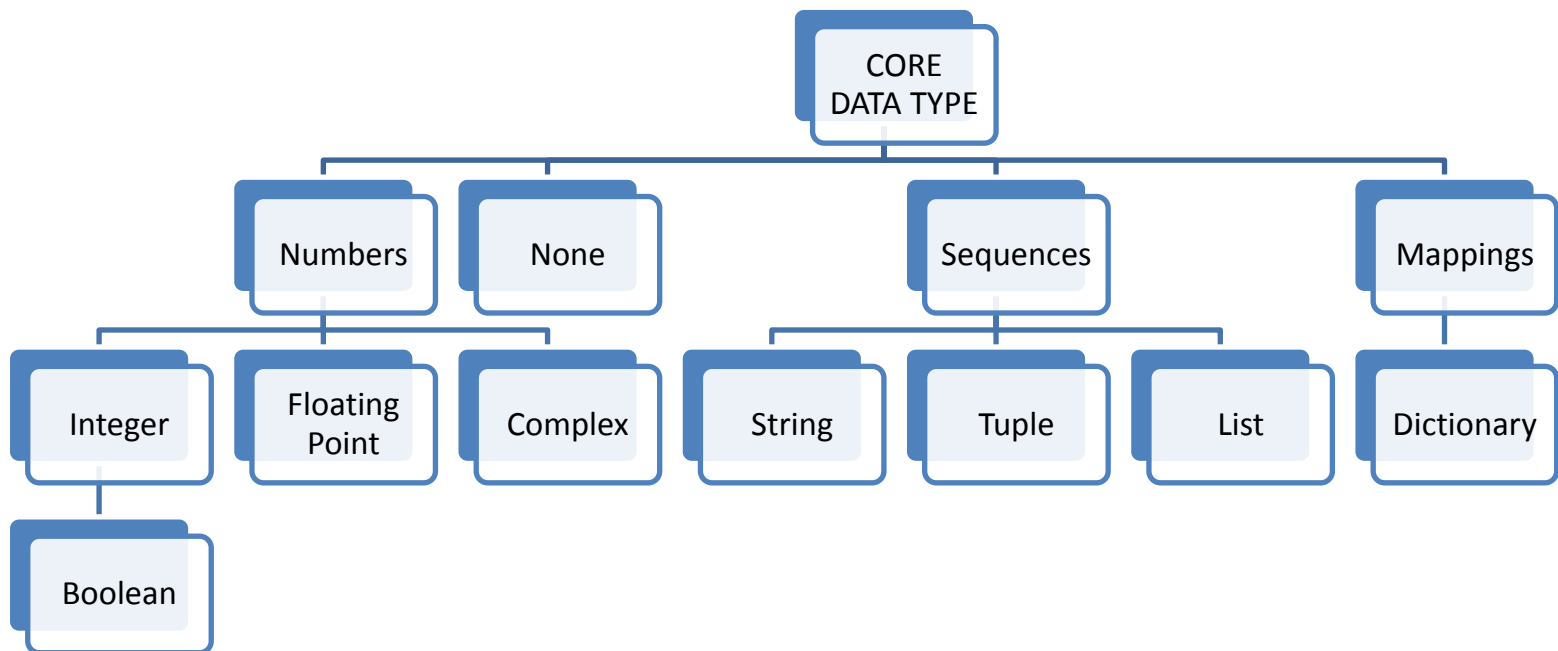 CORE
DATA TYPE
Numbers
None
Sequences
Mappings
Integer
Floating
Point
Complex
String
Tuple
List
Dictionary
Boolean